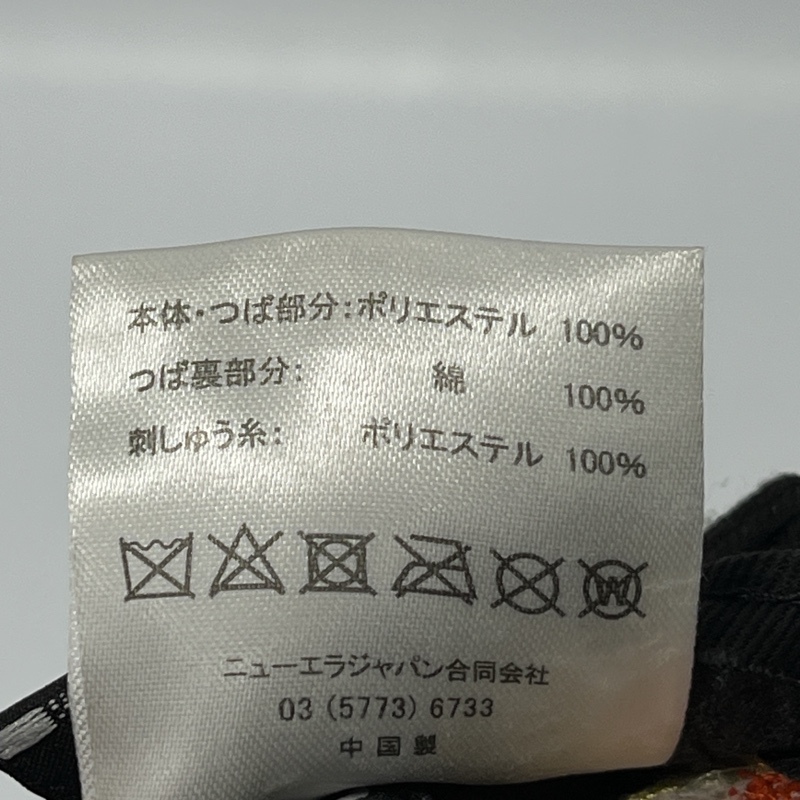 本体・つば部分：ポリエステル 100%
つば裏部分： 綿 100%
刺しゅう糸： ポリエステル 100%
W
ニューエラジャパン合同会社
03 (5773) 6733
中国製